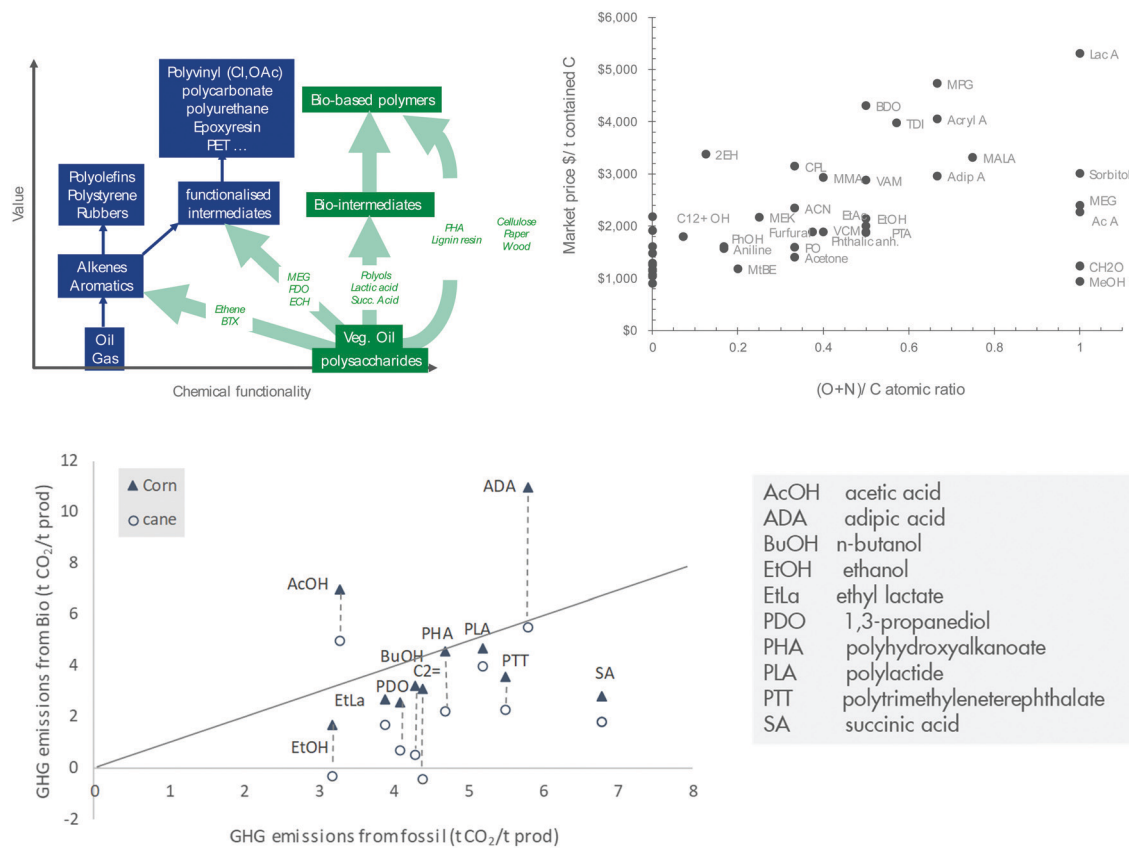 Value
Polyvinyl (Cl,OAc)
polycarbonate
polyurethane
Epoxyresin
PET ...
Bio-based polymers
Polyolefins
Polystyrene
Rubbers
functionalised
intermediates
Bio-intermediates
PHA
Lignin resin
Cellulose
Paper
Wood
Alkenes
Aromatics
MEG
PDO
ECH
Polyols
Lactic acid
Succ. Acid
Ethene
BTX
Oil
Gas
Veg. Oil
polysaccharides
Chemical functionality
Market price $/ t contained C
$6,000
$5,000
$4,000
$3,000
$2,000
$1,000
$0
Lac A
MPG
BDO
TDI
Acryl A
2EH
CPL
MMA
VAM
MALA
Adip A
Sorbitol
C12+ OH
MEK
ACN
EtAc
EtOH
MEG
Ac A
PhOH
Aniline
Furfural
VCM
PTA
Phthalic anh.
PO
Acetone
MtBE
CH2O
MeOH
0 0.2 0.4 0.6 0.8 1
(O+N)/ C atomic ratio
GHG emissions from Bio (t CO2/t prod)
12
10
8
6
4
2
0
-2
Corn
cane
ADA
AcOH
PHA
PLA
BuOH
C2=
PTT
SA
EtLa
PDO
EtOH
0 1 2 3 4 5 6 7 8
GHG emissions from fossil (t CO2/t prod)
AcOH acetic acid
ADA adipic acid
BuOH n-butanol
EtOH ethanol
EtLa ethyl lactate
PDO 1,3-propanediol
PHA polyhydroxyalkanoate
PLA polylactide
PTT polytrimethyleneterephthalate
SA succinic acid